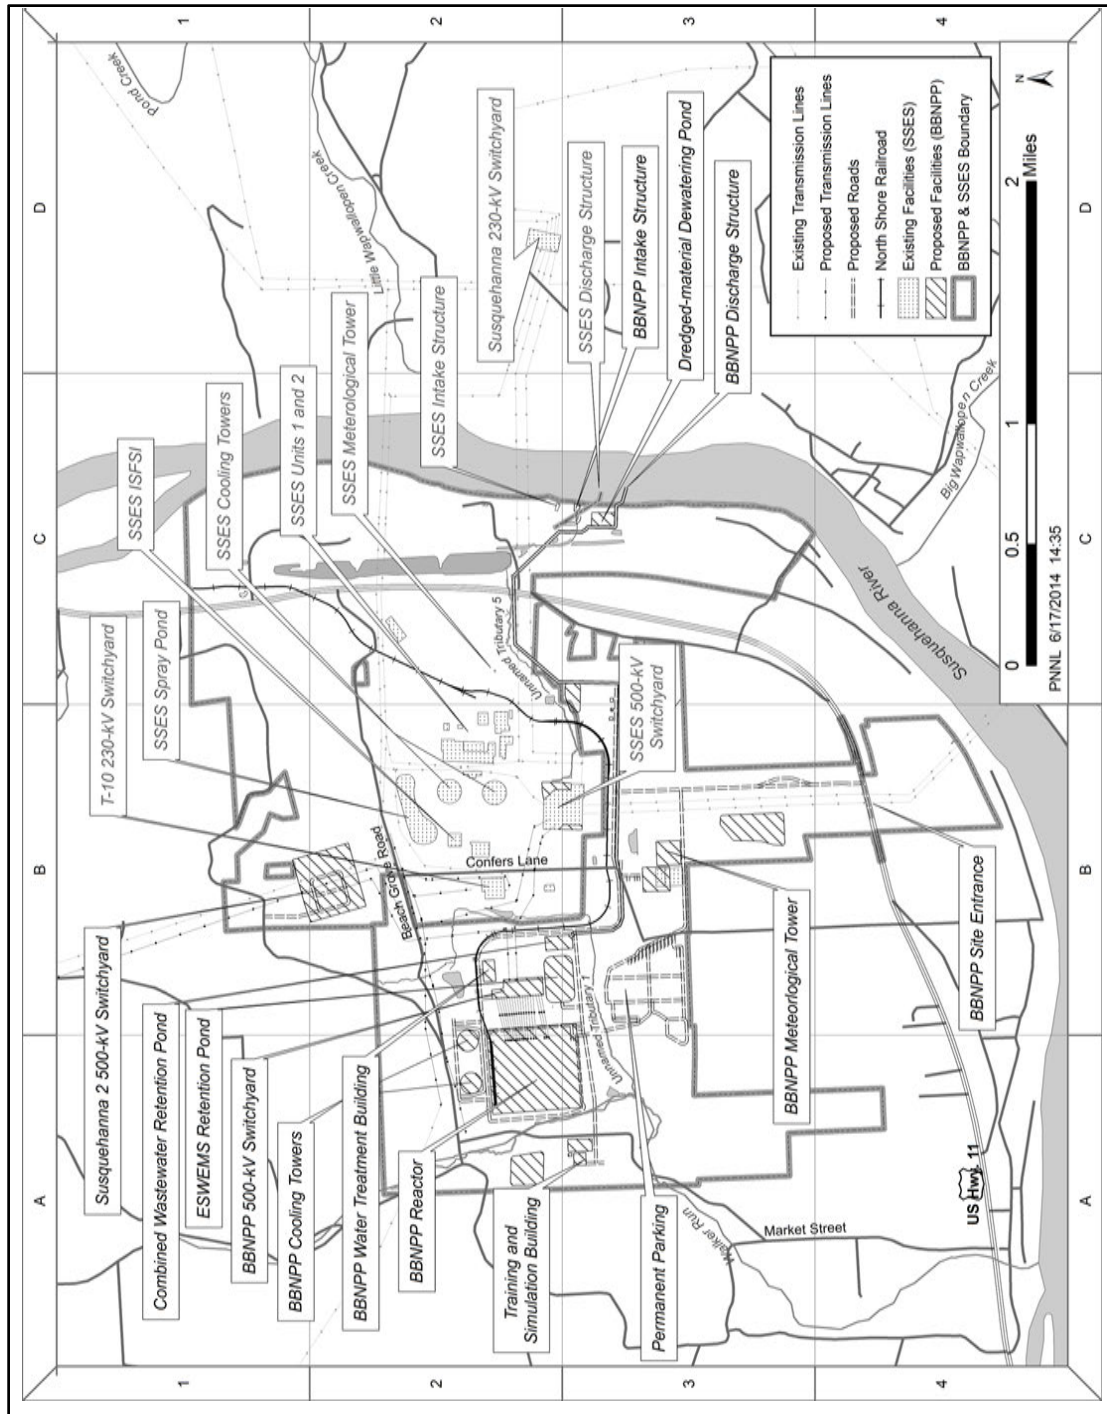 1
2
3
4
A
B
C
D
Susquehanna 2 500-kV Switchyard
Combined Wastewater Retention Pond
ESWEMS Retention Pond
BBNPP 500-kV Switchyard
BBNPP Cooling Towers
BBNPP Water Treatment Building
BBNPP Reactor
Training and
Simulation Building
Permanent Parking
T-10 230-kV Switchyard
SSES Spray Pond
SSES ISFSI
SSES Cooling Towers
SSES Units 1 and 2
SSES Meterological Tower
SSES Intake Structure
Susquehanna 230-kV Switchyard
SSES Discharge Structure
BBNPP Intake Structure
Dredged-material Dewatering Pond
BBNPP Discharge Structure
SSES 500-kV
Switchyard
BBNPP Meteorlogical Tower
BBNPP Site Entrance
Pond Creek
Little Wapwallopen Creek
Big Wapwallopen Creek
Susquehanna River
Unnamed Tributary 5
Unnamed Tributary 1
Walker Run
Beach Grove Road
Confers Lane
Market Street
US Hwy. 11
Existing Transmission Lines
Proposed Transmission Lines
Proposed Roads
North Shore Railroad
Existing Facilities (SSES)
Proposed Facilities (BBNPP)
BBNPP & SSES Boundary
0
0.5
1
2
Miles
N
PNNL 6/17/2014 14:35
1
2
3
4
A
B
C
D